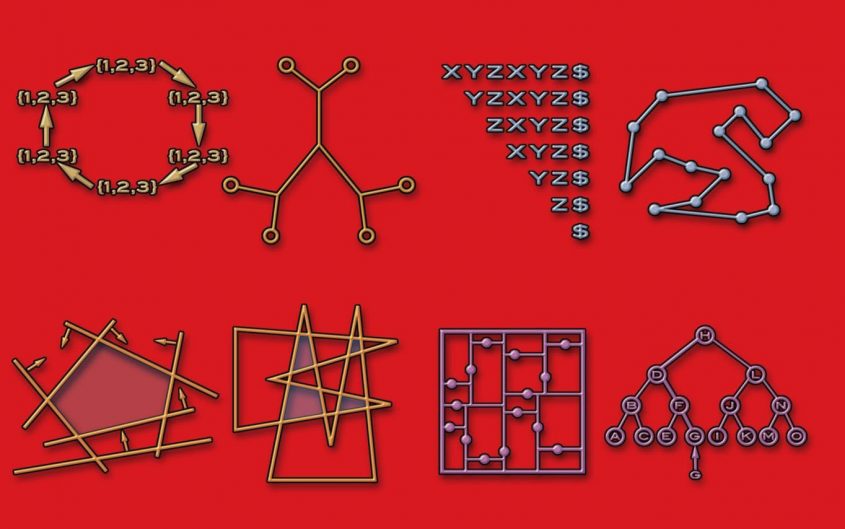 {1,2,3}
{1,2,3} {1,2,3}
{1,2,3} {1,2,3}
{1,2,3}
XYZXYZ$
YZXYZ$
ZXYZ$
XYZ$
YZ$
Z$
$
H
D L
B F J N
A C E G I K M O
G